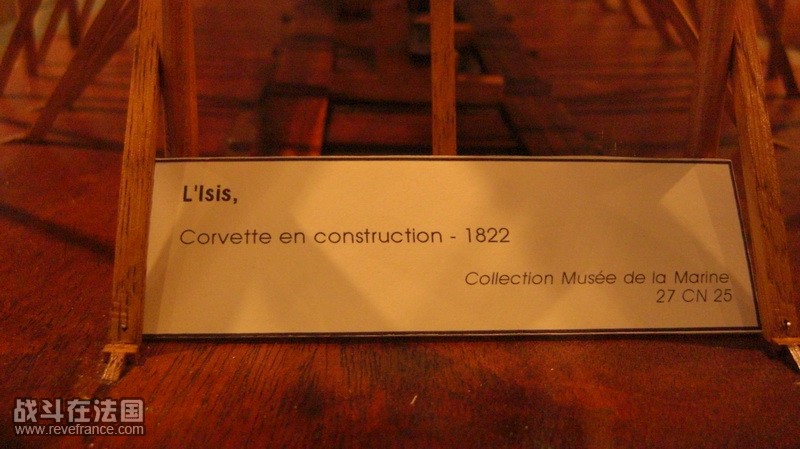 L'Isis,
Corvette en construction - 1822
Collection Musée de la Marine
27 CN 25
战斗在法国
www.revefrance.com